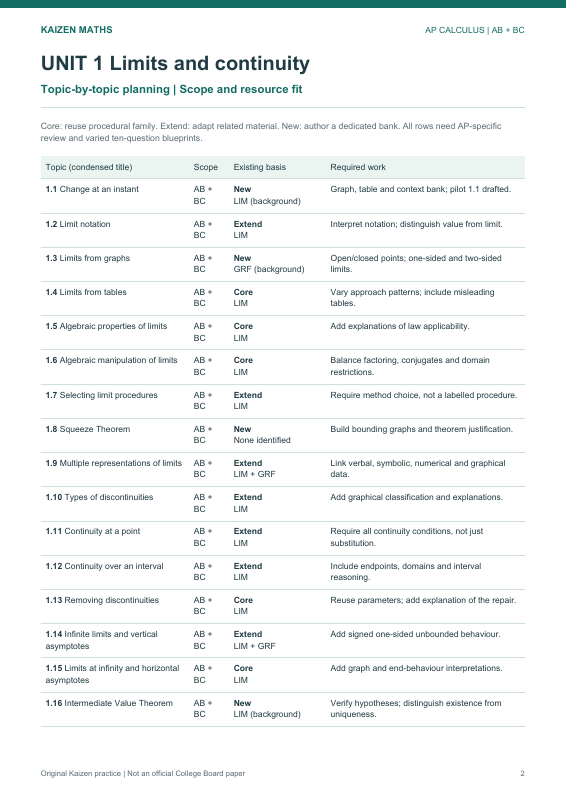 KAIZEN MATHS
AP CALCULUS | AB + BC
UNIT 1 Limits and continuity
Topic-by-topic planning | Scope and resource fit
Core: reuse procedural family. Extend: adapt related material. New: author a dedicated bank. All rows need AP-specific
review and varied ten-question blueprints.
Topic (condensed title) Scope Existing basis Required work
1.1 Change at an instant AB + New Graph, table and context bank; pilot 1.1 drafted.
BC LIM (background)
1.2 Limit notation AB + Extend Interpret notation; distinguish value from limit.
BC LIM
1.3 Limits from graphs AB + New Open/closed points; one-sided and two-sided
BC GRF (background) limits.
1.4 Limits from tables AB + Core Vary approach patterns; include misleading
BC LIM tables.
1.5 Algebraic properties of limits AB + Core Add explanations of law applicability.
BC LIM
1.6 Algebraic manipulation of limits AB + Core Balance factoring, conjugates and domain
BC LIM restrictions.
1.7 Selecting limit procedures AB + Extend Require method choice, not a labelled procedure.
BC LIM
1.8 Squeeze Theorem AB + New Build bounding graphs and theorem justification.
BC None identified
1.9 Multiple representations of limits AB + Extend Link verbal, symbolic, numerical and graphical
BC LIM + GRF data.
1.10 Types of discontinuities AB + Extend Add graphical classification and explanations.
BC LIM
1.11 Continuity at a point AB + Extend Require all continuity conditions, not just
BC LIM substitution.
1.12 Continuity over an interval AB + Extend Include endpoints, domains and interval
BC LIM reasoning.
1.13 Removing discontinuities AB + Core Reuse parameters; add explanation of the repair.
BC LIM
1.14 Infinite limits and vertical AB + Extend Add signed one-sided unbounded behaviour.
asymptotes BC LIM + GRF
1.15 Limits at infinity and horizontal AB + Core Add graph and end-behaviour interpretations.
asymptotes BC LIM
1.16 Intermediate Value Theorem AB + New Verify hypotheses; distinguish existence from
BC LIM (background) uniqueness.
Original Kaizen practice | Not an official College Board paper
2